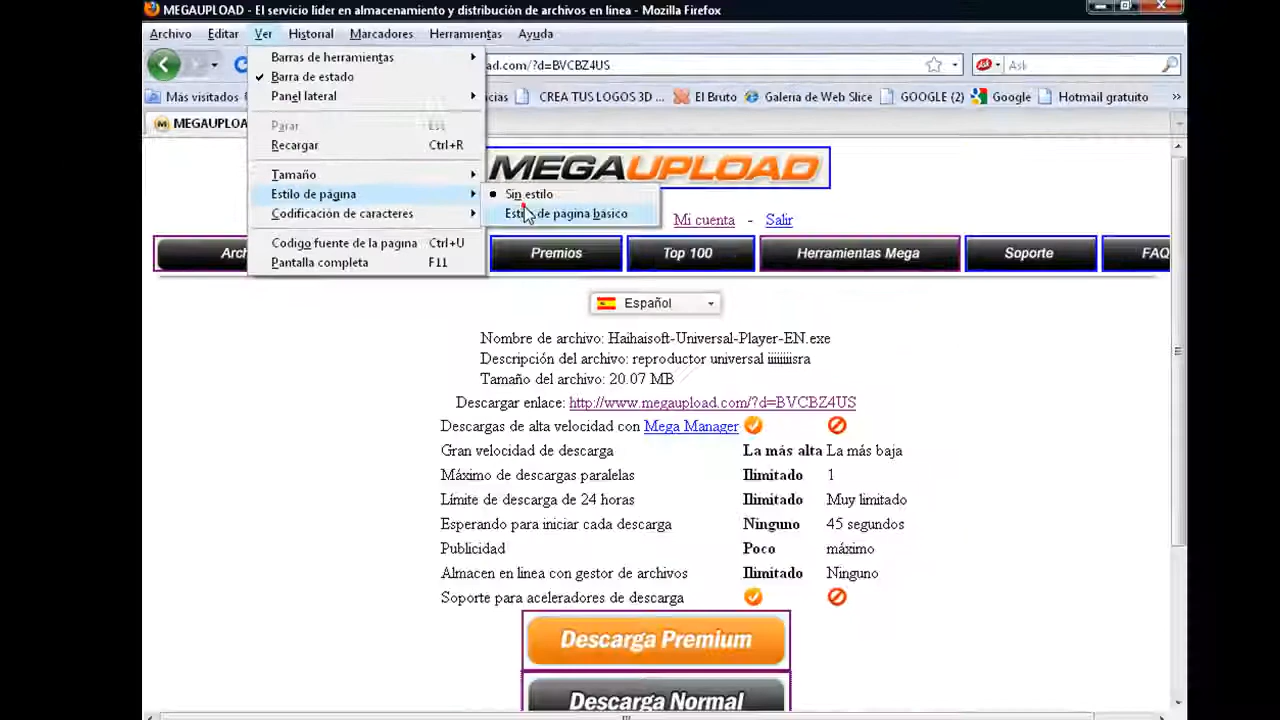 MEGAUPLOAD - El servicio líder en almacenamiento y distribución de archivos en línea - Mozilla Firefox
Archivo Editar Ver Historial Marcadores Herramientas Ayuda
Barras de herramientas
Barra de estado
Panel lateral
Parar Esc
Recargar Ctrl+R
Tamaño
Estilo de página
Codificación de caracteres
Codigo fuente de la pagina Ctrl+U
Pantalla completa F11
Sin estilo
de página básico
ad.com/?d=BVCBZ4US
Ask
Más visitados
CREA TUS LOGOS 3D ... El Bruto Galeria de Web Slice GOOGLE (2) Google Hotmail gratuito »
MEGAUPLOA
MEGAUPLOAD
Mi cuenta - Salir
Premios Top 100 Herramientas Mega Soporte FAQ
Español
Nombre de archivo: Haihaisoft-Universal-Player-EN.exe
Descripción del archivo: reproductor universal iiiiiiiisra
Tamaño del archivo: 20.07 MB
Descargar enlace: http://www.megaupload.com/?d=BVCBZ4US
Descargas de alta velocidad con Mega Manager
Gran velocidad de descarga La más alta La más baja
Máximo de descargas paralelas Ilimitado 1
Límite de descarga de 24 horas Ilimitado Muy limitado
Esperando para iniciar cada descarga Ninguno 45 segundos
Publicidad Poco máximo
Almacen en linea con gestor de archivos Ilimitado Ninguno
Soporte para aceleradores de descarga
Descarga Premium
Descarga Normal